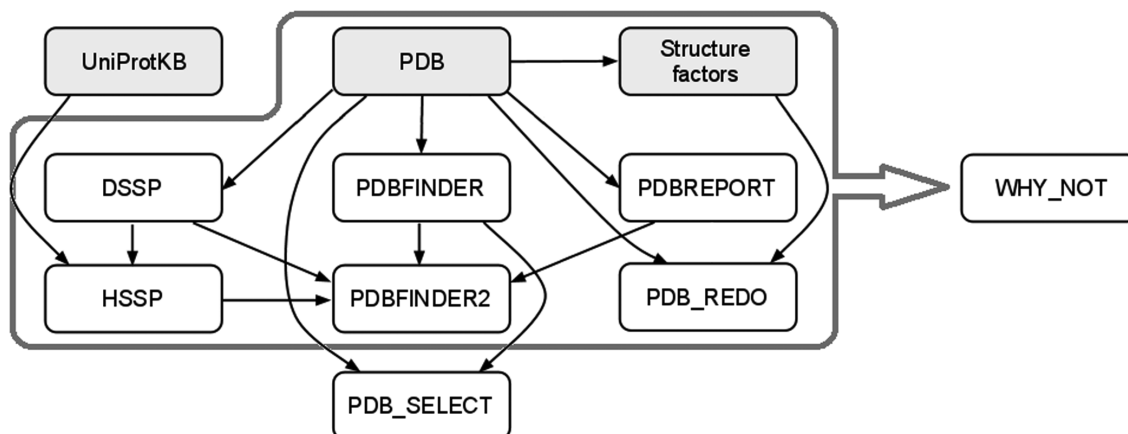 UniProtKB
PDB
Structure
factors
DSSP
PDBFINDER
PDBREPORT
WHY_NOT
HSSP
PDBFINDER2
PDB_REDO
PDB_SELECT